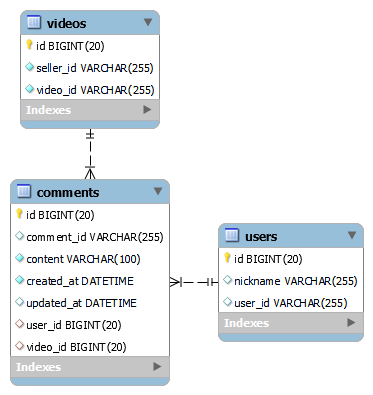 videos
id BIGINT(20)
seller_id VARCHAR(255)
video_id VARCHAR(255)
Indexes
comments
id BIGINT(20)
comment_id VARCHAR(255)
content VARCHAR(100)
created_at DATETIME
updated_at DATETIME
user_id BIGINT(20)
video_id BIGINT(20)
Indexes
users
id BIGINT(20)
nickname VARCHAR(255)
user_id VARCHAR(255)
Indexes